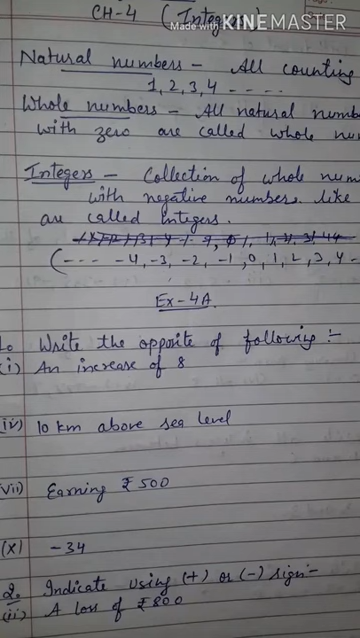 CH-4 (Integers)
Made with KINEMASTER
Natural numbers - All counting
1, 2, 3, 4 - - - -
Whole numbers - All natural numb
with zero are called whole nu
Integers - Collection of whole num
with negative numbers like
are called Integers.
(- - - -4, -3, -2, -1, 0, 1, 2, 3, 4 -
Ex-4A
1. Write the opposite of following :-
(i) An increase of 8
(iv) 10 km above sea level
(vii) Earning ₹ 500
(x) -34
2. Indicate using (+) or (-) sign:-
(ii) A loss of ₹800